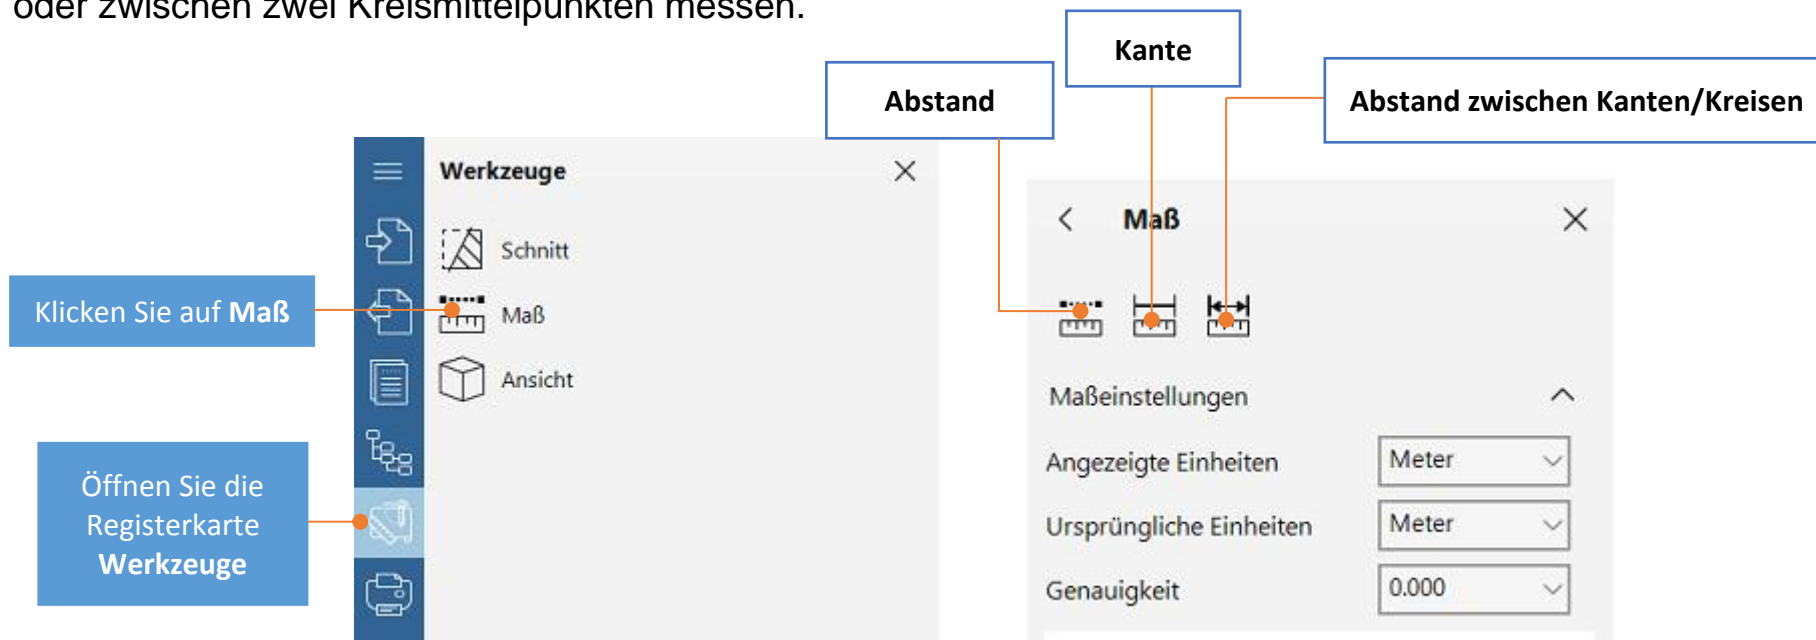 oder zwischen zwei Kreismittelpunkten messen.
Kante
Abstand
Abstand zwischen Kanten/Kreisen
Werkzeuge
Schnitt
Maß
Ansicht
Klicken Sie auf Maß
Öffnen Sie die
Registerkarte
Werkzeuge
Maß
Maßeinstellungen
Angezeigte Einheiten Meter
Ursprüngliche Einheiten Meter
Genauigkeit 0.000